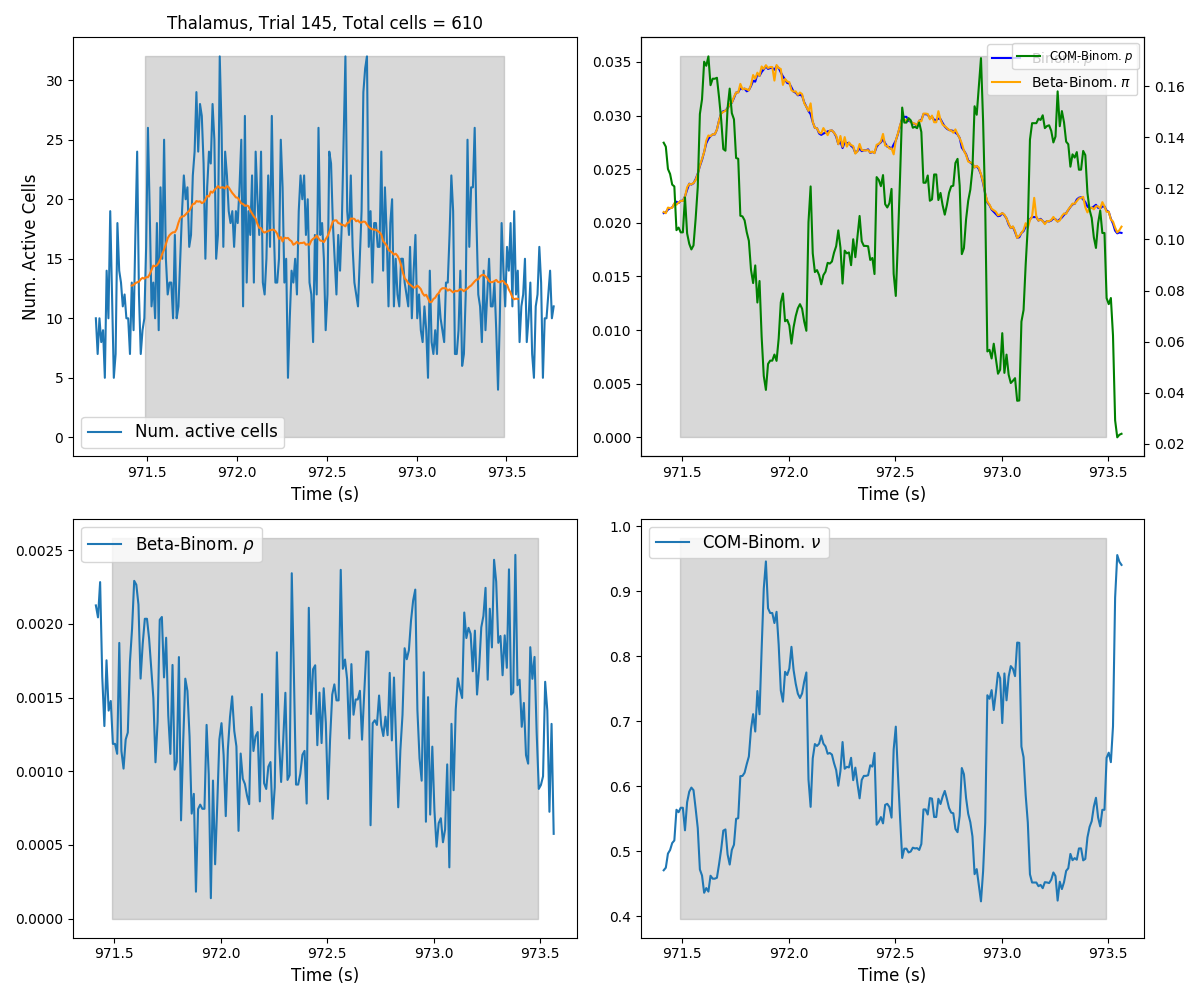 Thalamus, Trial 145, Total cells = 610
Num. Active Cells
30
25
20
15
10
5
0
Num. active cells
971.5 972.0 972.5 973.0 973.5
Time (s)
0.035
0.030
0.025
0.020
0.015
0.010
0.005
0.000
COM-Binom. p
Beta-Binom. π
0.16
0.14
0.12
0.10
0.08
0.06
0.04
0.02
971.5 972.0 972.5 973.0 973.5
Time (s)
Beta-Binom. ρ
0.0025
0.0020
0.0015
0.0010
0.0005
0.0000
971.5 972.0 972.5 973.0 973.5
Time (s)
COM-Binom. ν
1.0
0.9
0.8
0.7
0.6
0.5
0.4
971.5 972.0 972.5 973.0 973.5
Time (s)